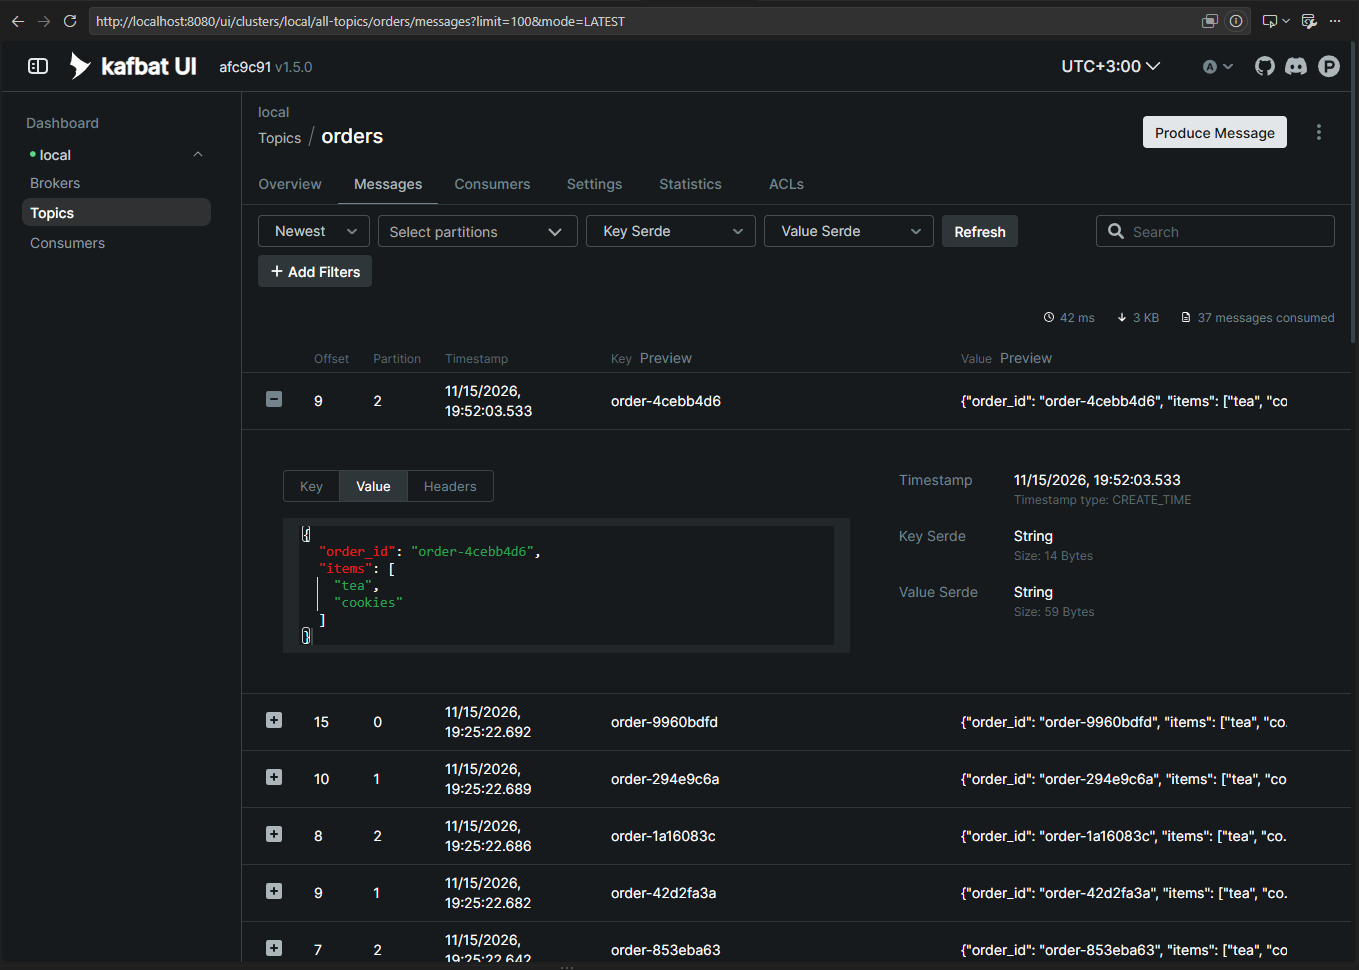 http://localhost:8080/ui/clusters/local/all-topics/orders/messages?limit=100&mode=LATEST
kafbat UI afc9c91 v1.5.0 UTC+3:00 A P
Dashboard
local
Brokers
Topics
Consumers
local
Topics / orders
Produce Message
Overview Messages Consumers Settings Statistics ACLs
Newest Select partitions Key Serde Value Serde Refresh Search
+ Add Filters
42 ms 3 KB 37 messages consumed
Offset Partition Timestamp Key Preview Value Preview
9 2 11/15/2026, 19:52:03.533 order-4cebb4d6 {"order_id": "order-4cebb4d6", "items": ["tea", "co
Key Value Headers
{
"order_id": "order-4cebb4d6",
"items": [
"tea",
"cookies"
]
}
Timestamp 11/15/2026, 19:52:03.533
Timestamp type: CREATE_TIME
Key Serde String
Size: 14 Bytes
Value Serde String
Size: 59 Bytes
15 0 11/15/2026, 19:25:22.692 order-9960bdfd {"order_id": "order-9960bdfd", "items": ["tea", "co.
10 1 11/15/2026, 19:25:22.689 order-294e9c6a {"order_id": "order-294e9c6a", "items": ["tea", "co
8 2 11/15/2026, 19:25:22.686 order-1a16083c {"order_id": "order-1a16083c", "items": ["tea", "co.
9 1 11/15/2026, 19:25:22.682 order-42d2fa3a {"order_id": "order-42d2fa3a", "items": ["tea", "co.
7 2 11/15/2026, 19:25:22.642 order-853eba63 {"order_id": "order-853eba63", "items": ["tea", "co